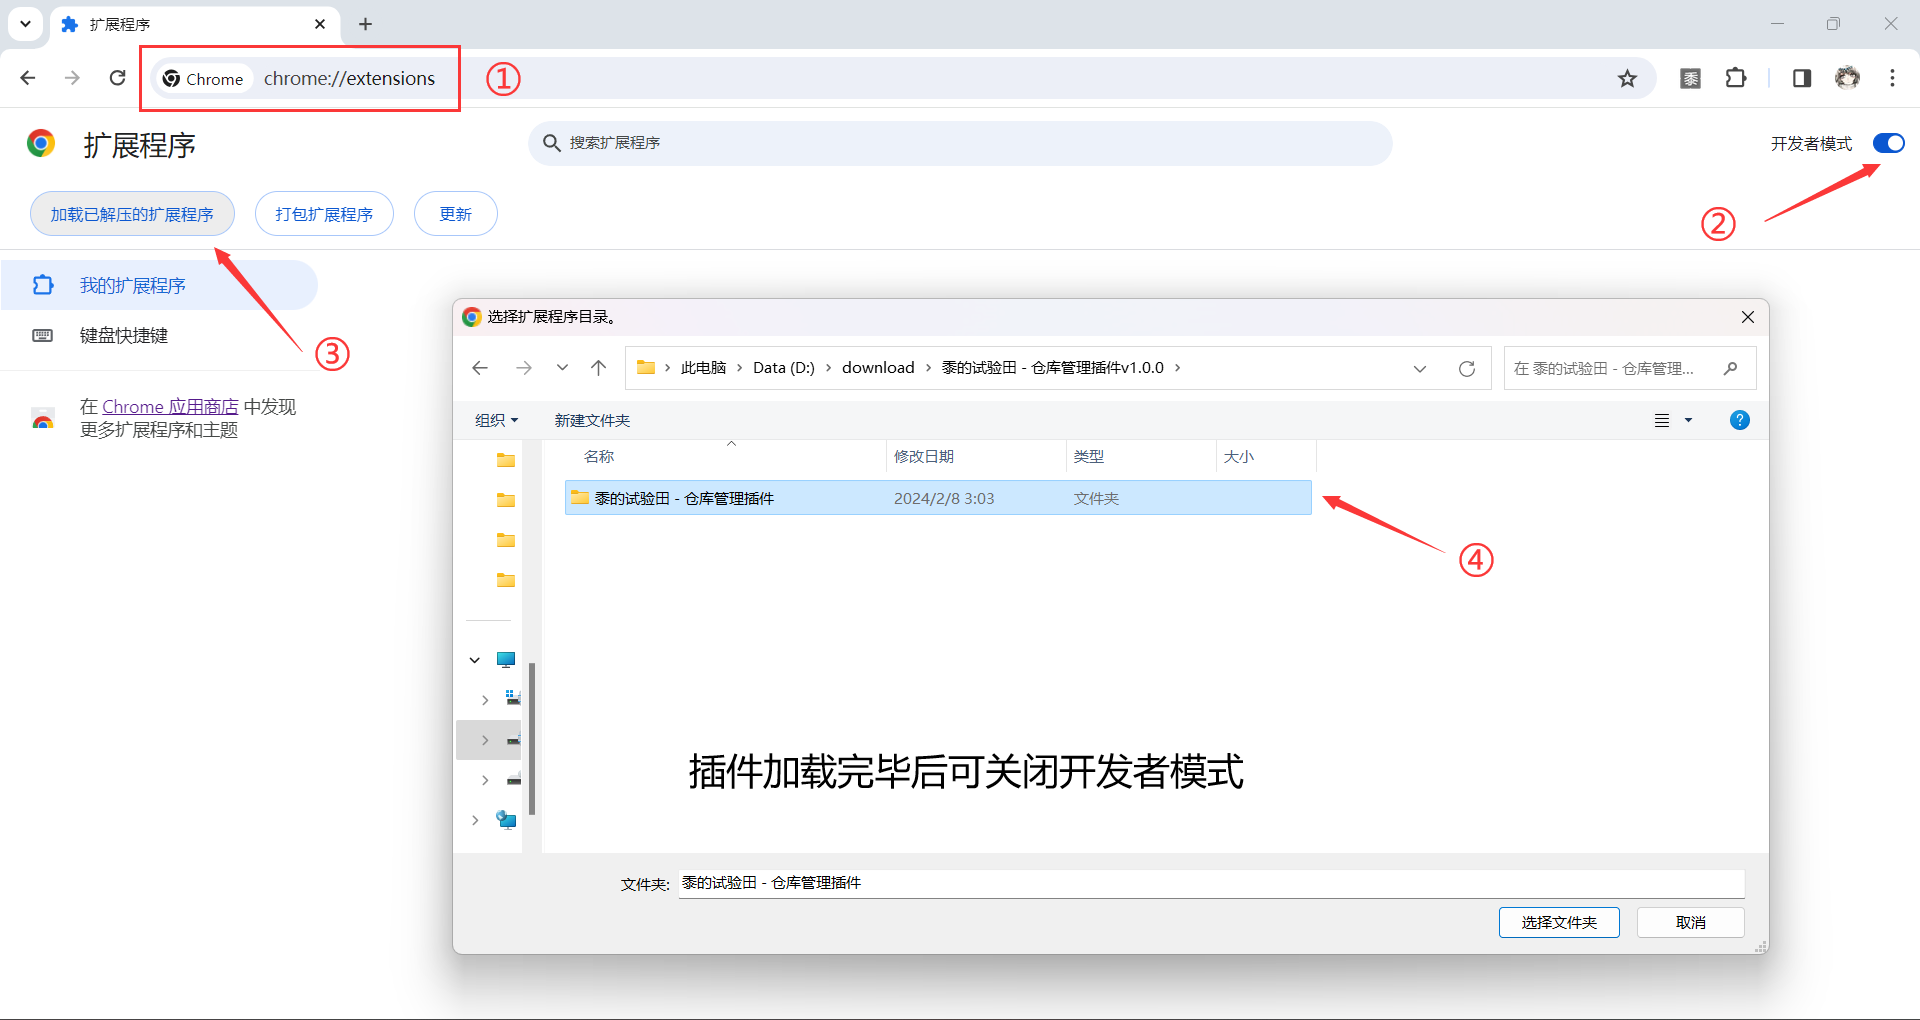 扩展程序
Chrome chrome://extensions ①
黍
扩展程序
搜索扩展程序
开发者模式
加载已解压的扩展程序 打包扩展程序 更新
②
我的扩展程序
键盘快捷键
③
在 Chrome 应用商店 中发现
更多扩展程序和主题
选择扩展程序目录。
此电脑 Data (D:) download 黍的试验田 - 仓库管理插件v1.0.0
在 黍的试验田 - 仓库管理...
组织 新建文件夹
名称 修改日期 类型 大小
黍的试验田 - 仓库管理插件 2024/2/8 3:03 文件夹
④
插件加载完毕后可关闭开发者模式
文件夹: 黍的试验田 - 仓库管理插件
选择文件夹 取消